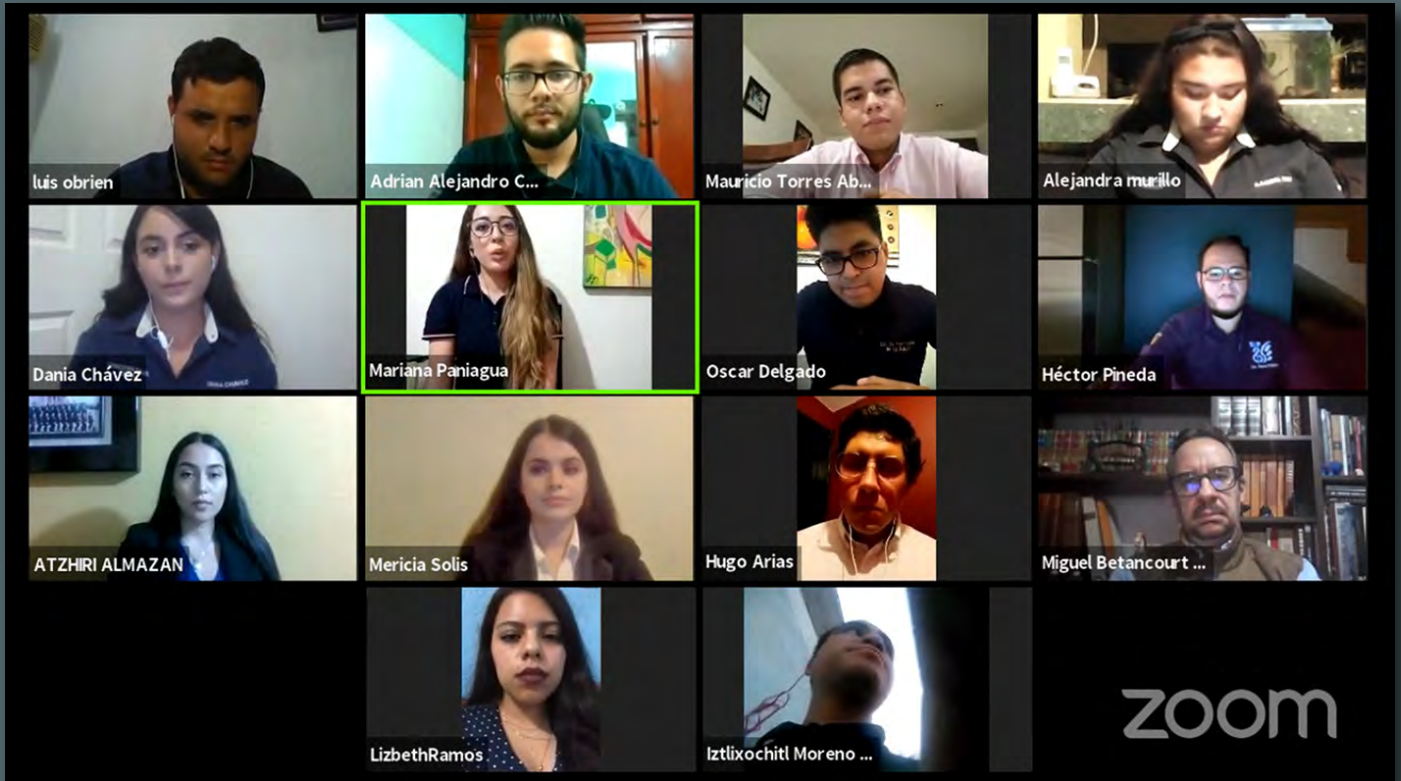 luis obrien
Adrian Alejandro C...
Mauricio Torres Ab...
Alejandra murillo
Dania Chávez
Mariana Paniagua
Oscar Delgado
Héctor Pineda
ATZHIRI ALMAZAN
Mericia Solis
Hugo Arias
Miguel Betancourt ...
LizbethRamos
Iztlixochitl Moreno ...
zoom